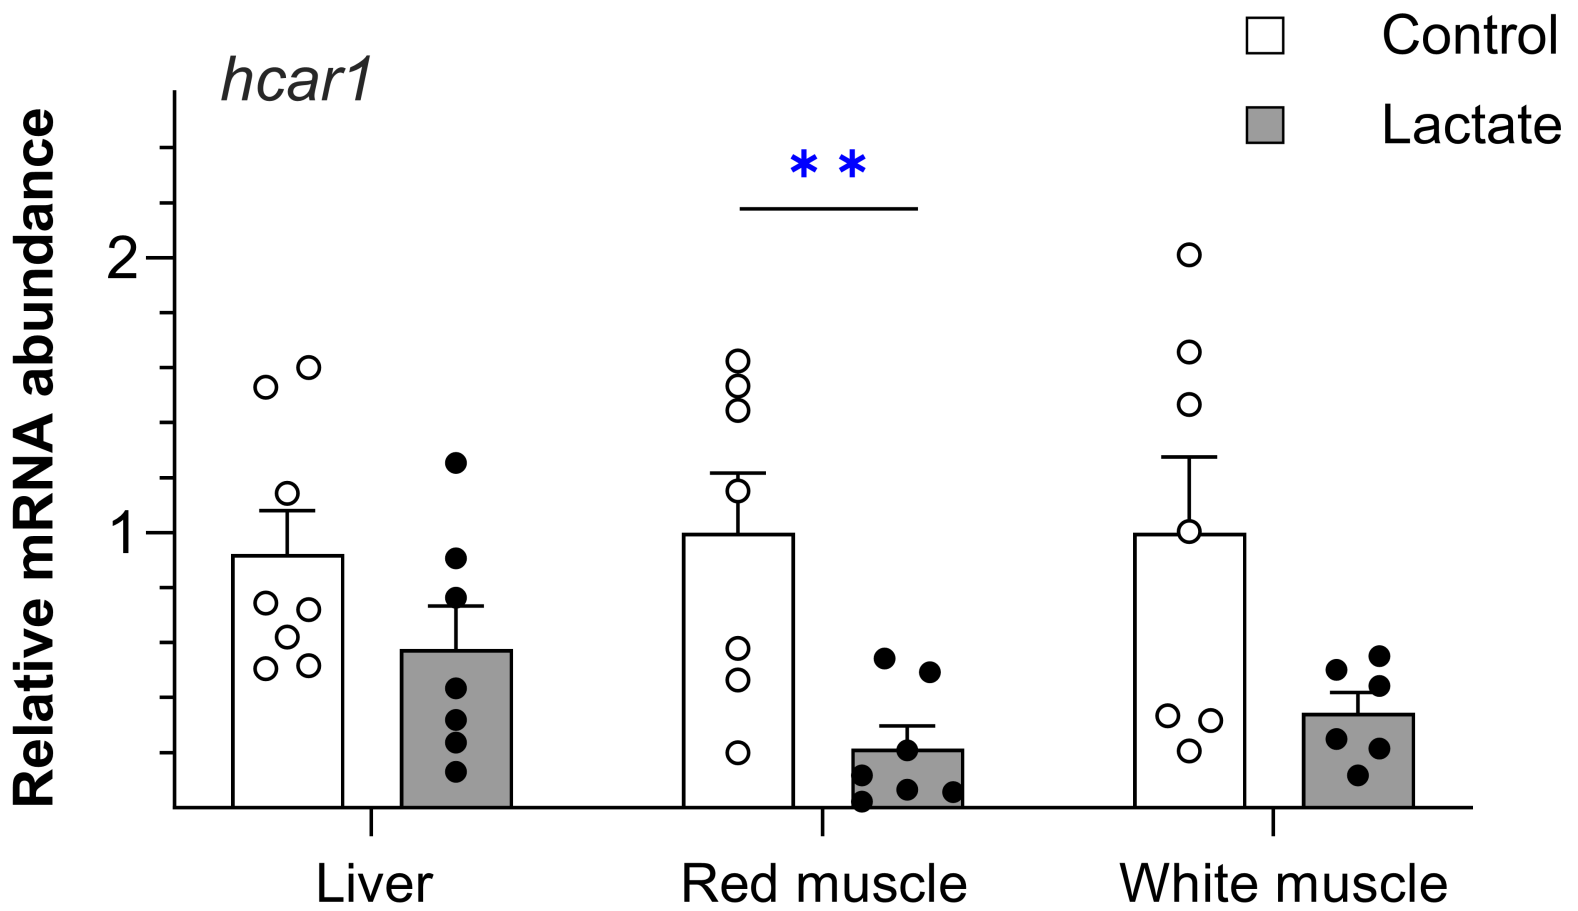 hcar1
Control
Lactate
Relative mRNA abundance
**
2
1
Liver
Red muscle
White muscle